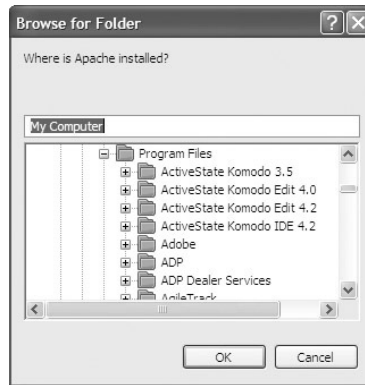 Browse for Folder
Where is Apache installed?
My Computer
Program Files
ActiveState Komodo 3.5
ActiveState Komodo Edit 4.0
ActiveState Komodo Edit 4.2
ActiveState Komodo IDE 4.2
Adobe
ADP
ADP Dealer Services
AgileTrack
OK Cancel